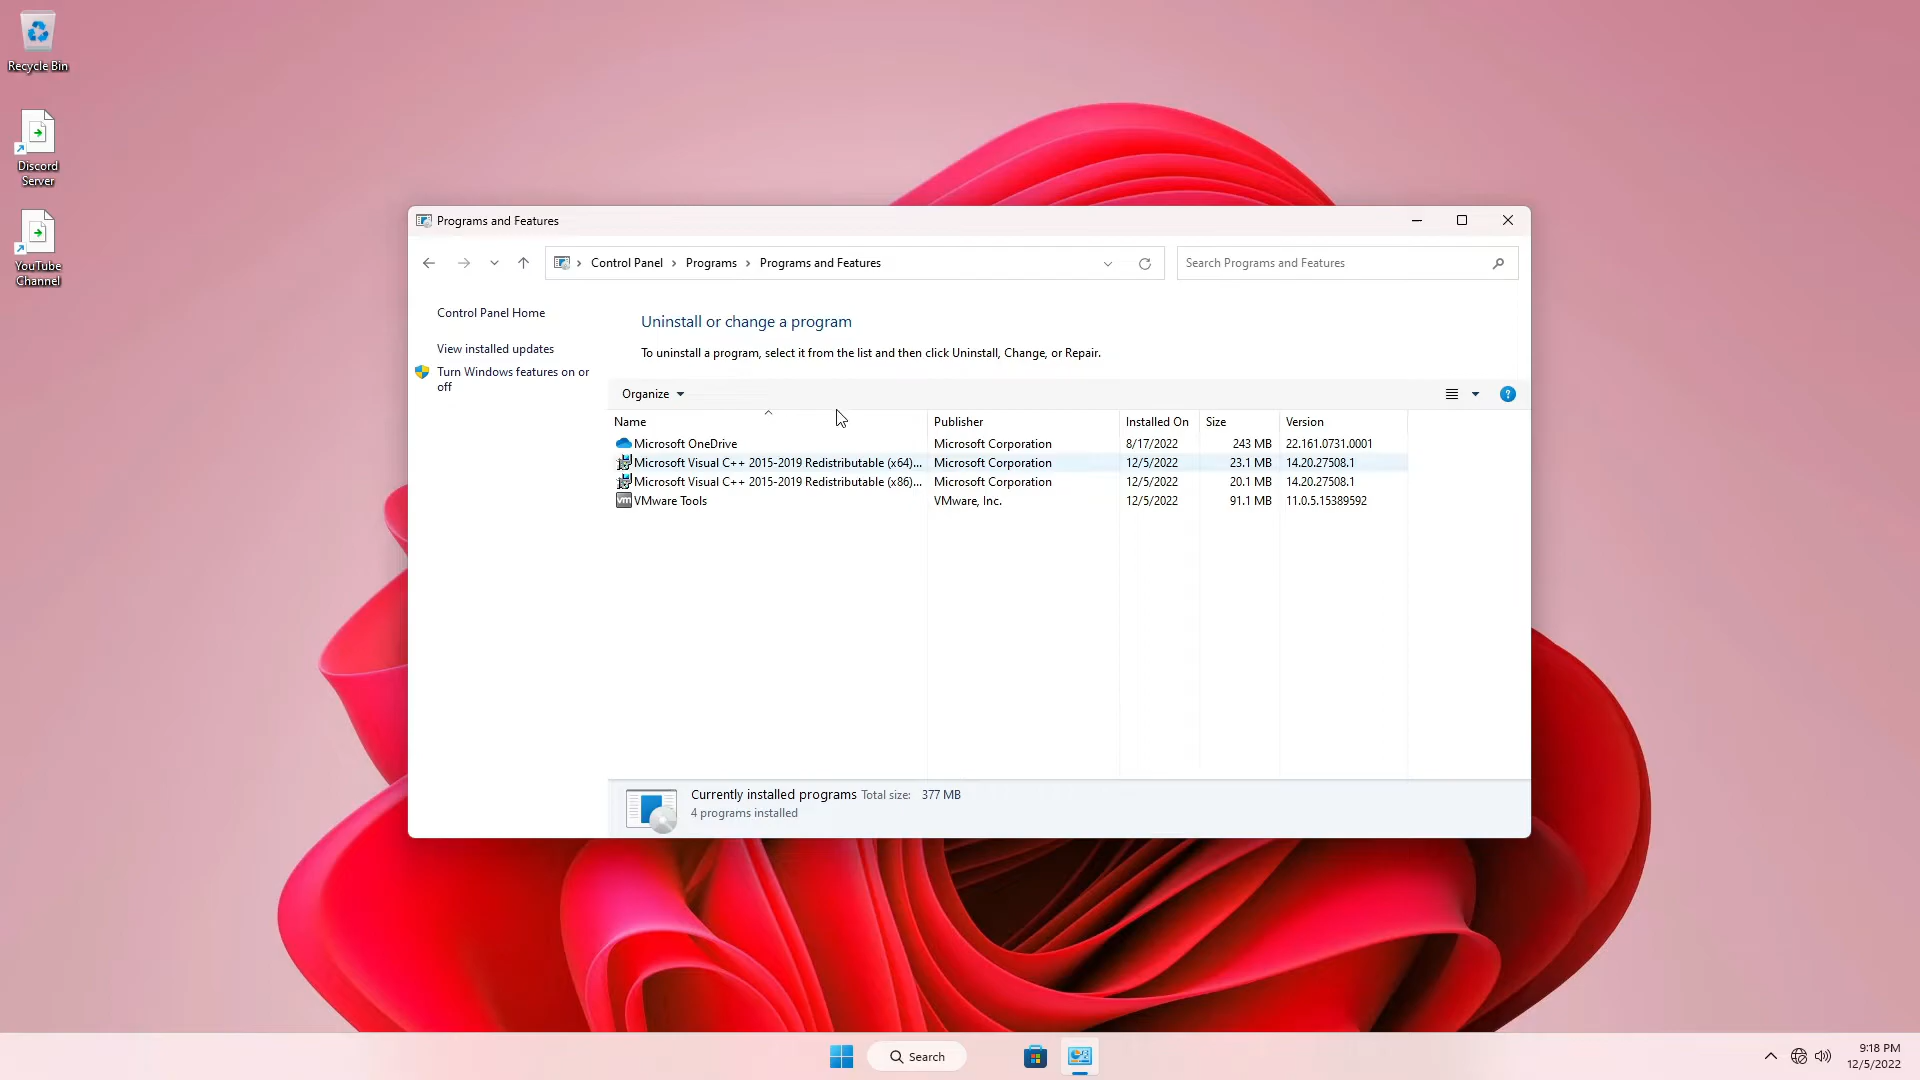 Recycle Bin
Discord
Server
YouTube
Channel
Programs and Features
Control Panel
Programs
Programs and Features
Search Programs and Features
Control Panel Home
View installed updates
Turn Windows features on or
off
Uninstall or change a program
To uninstall a program, select it from the list and then click Uninstall, Change, or Repair.
Organize
Name Publisher Installed On Size Version
Microsoft OneDrive Microsoft Corporation 8/17/2022 243 MB 22.161.0731.0001
Microsoft Visual C++ 2015-2019 Redistributable (x64)... Microsoft Corporation 12/5/2022 23.1 MB 14.20.27508.1
Microsoft Visual C++ 2015-2019 Redistributable (x86)... Microsoft Corporation 12/5/2022 20.1 MB 14.20.27508.1
vm VMware Tools VMware, Inc. 12/5/2022 91.1 MB 11.0.5.15389592
Currently installed programs Total size: 377 MB
4 programs installed
Search
9:18 PM
12/5/2022